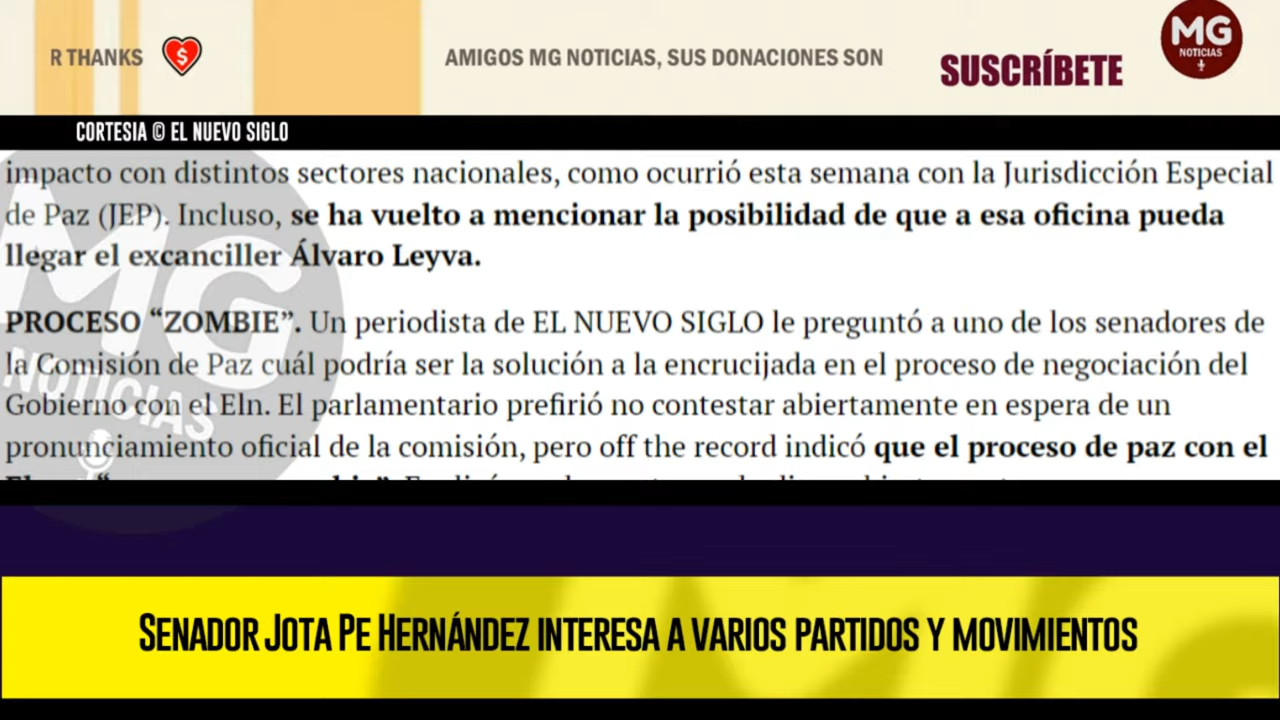 R THANKS
AMIGOS MG NOTICIAS, SUS DONACIONES SON
SUSCRÍBETE
MG
NOTICIAS
CORTESIA © EL NUEVO SIGLO
impacto con distintos sectores nacionales, como ocurrió esta semana con la Jurisdicción Especial
de Paz (JEP). Incluso, se ha vuelto a mencionar la posibilidad de que a esa oficina pueda
llegar el excanciller Álvaro Leyva.
PROCESO “ZOMBIE”. Un periodista de EL NUEVO SIGLO le preguntó a uno de los senadores de
la Comisión de Paz cuál podría ser la solución a la encrucijada en el proceso de negociación del
Gobierno con el Eln. El parlamentario prefirió no contestar abiertamente en espera de un
pronunciamiento oficial de la comisión, pero off the record indicó que el proceso de paz con el
MG
NOTICIAS
SENADOR JOTA PE HERNÁNDEZ INTERESA A VARIOS PARTIDOS Y MOVIMIENTOS